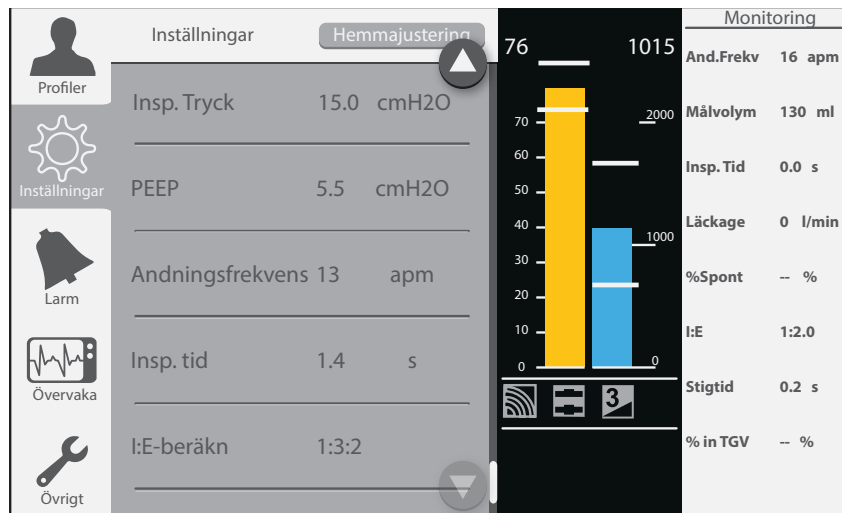 Profiler
Inställningar
Larm
Övervaka
Övrigt
Inställningar
Hemmajustering
Insp. Tryck 15.0 cmH2O
PEEP 5.5 cmH2O
Andningsfrekvens 13 apm
Insp. tid 1.4 s
I:E-beräkn 1:3:2
76 1015
70
60
50
40
30
20
10
0
2000
1000
0
3
Monitoring
And.Frekv 16 apm
Målvolym 130 ml
Insp. Tid 0.0 s
Läckage 0 l/min
%Spont -- %
I:E 1:2.0
Stigtid 0.2 s
% in TGV -- %